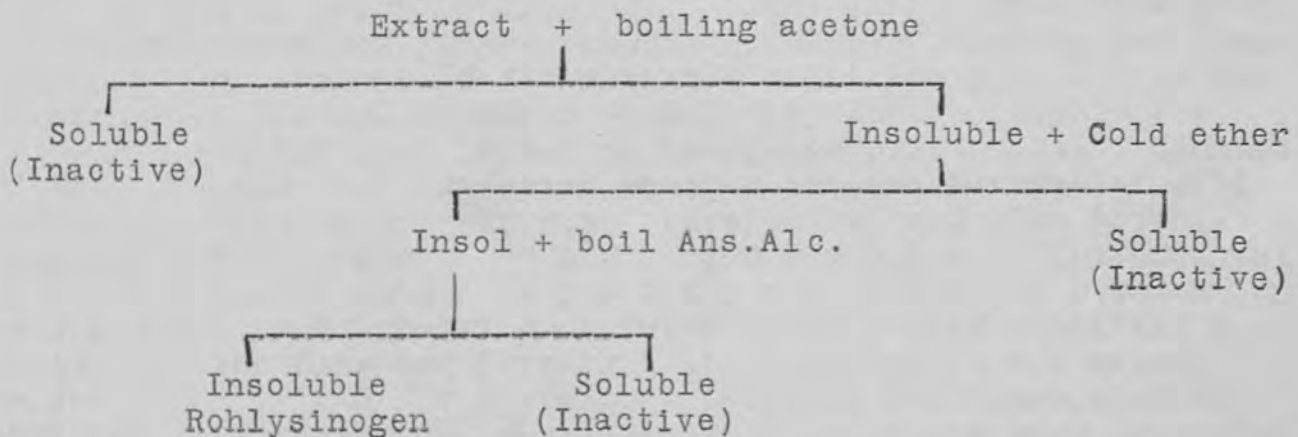 Extract + boiling acetone
Soluble Insoluble + Cold ether
(Inactive)
Insol + boil Ans.Alc. Soluble
(Inactive)
Insoluble Soluble
Rohlysinogen (Inactive)